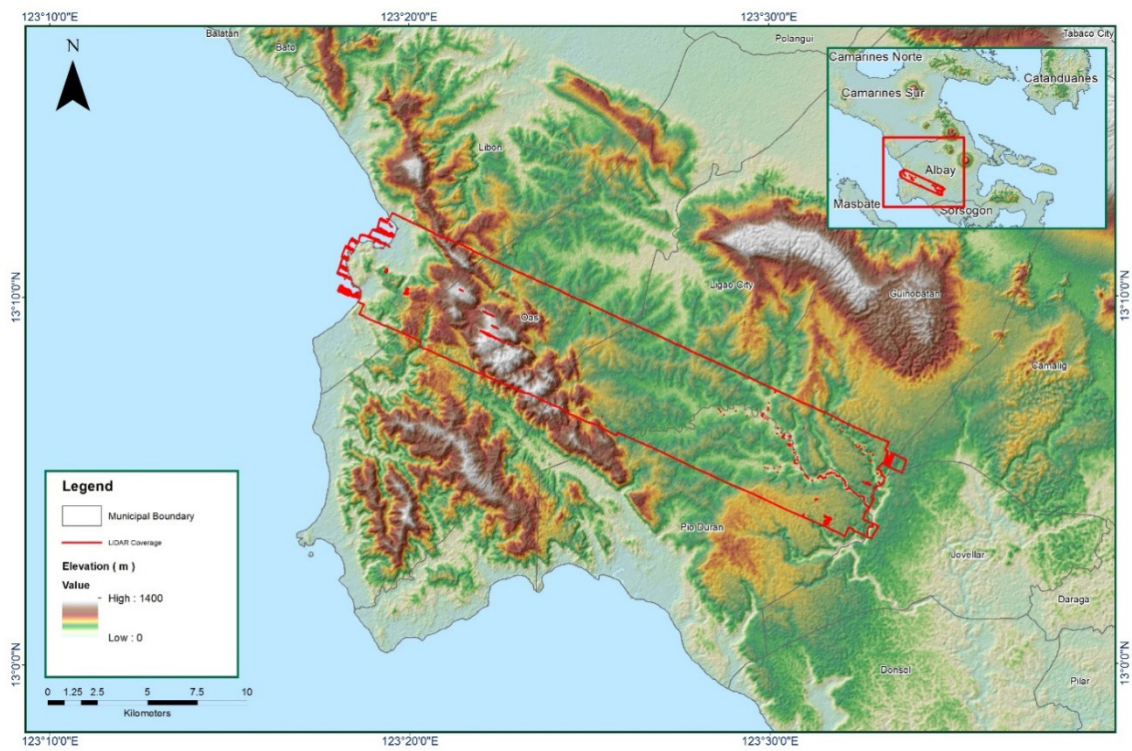 123°10'0"E
123°20'0"E
123°30'0"E
N
Balatan
Bato
Polangui
Tabaco City
Camarines Norte
Catanduanes
Camarines Sur
Albay
Masbate
Sorsogon
Libon
13°10'0"N
13°10'0"N
Ligao City
Guinobatan
Oas
Camalig
Pio Duran
Jovellar
Daraga
Donsol
Pilar
Legend
Municipal Boundary
LiDAR Coverage
Elevation ( m )
Value
High : 1400
Low : 0
13°0'0"N
13°0'0"N
0 1.25 2.5 5 7.5 10
Kilometers
123°10'0"E
123°20'0"E
123°30'0"E